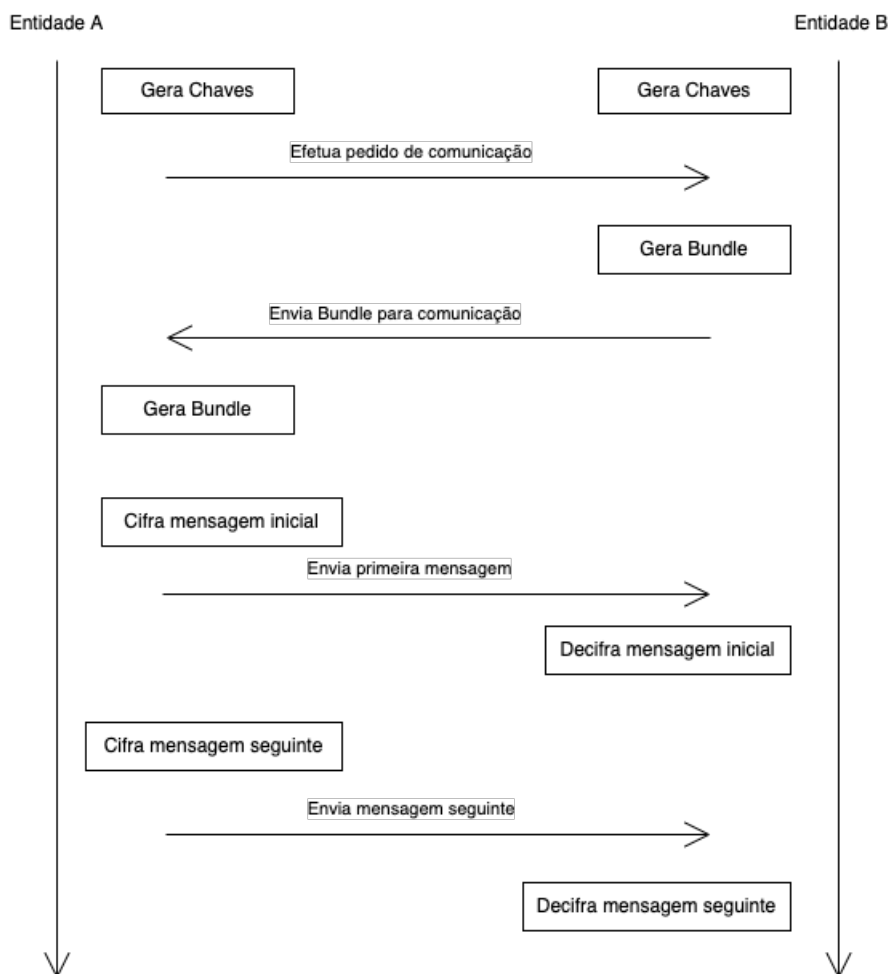 Entidade A
Entidade B
Gera Chaves
Gera Chaves
Efetua pedido de comunicação
Gera Bundle
Envia Bundle para comunicação
Gera Bundle
Cifra mensagem inicial
Envia primeira mensagem
Decifra mensagem inicial
Cifra mensagem seguinte
Envia mensagem seguinte
Decifra mensagem seguinte